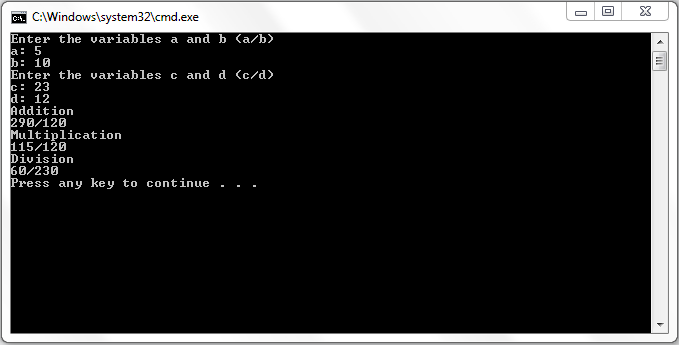 C:\Windows\system32\cmd.exe
Enter the variables a and b (a/b)
a: 5
b: 10
Enter the variables c and d (c/d)
c: 23
d: 12
Addition
290/120
Multiplication
115/120
Division
60/230
Press any key to continue . . .